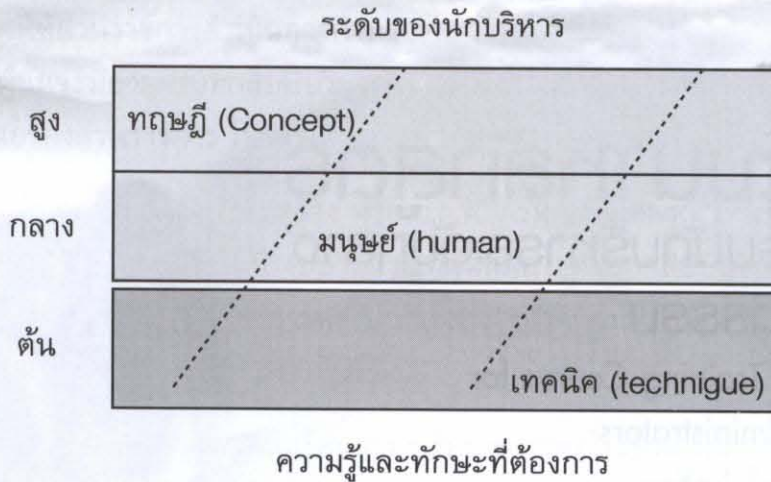 ระดับของนักบริหาร
สูง ทฤษฎี (Concept)
กลาง มนุษย์ (human)
ต้น เทคนิค (technigue)
ความรู้และทักษะที่ต้องการ